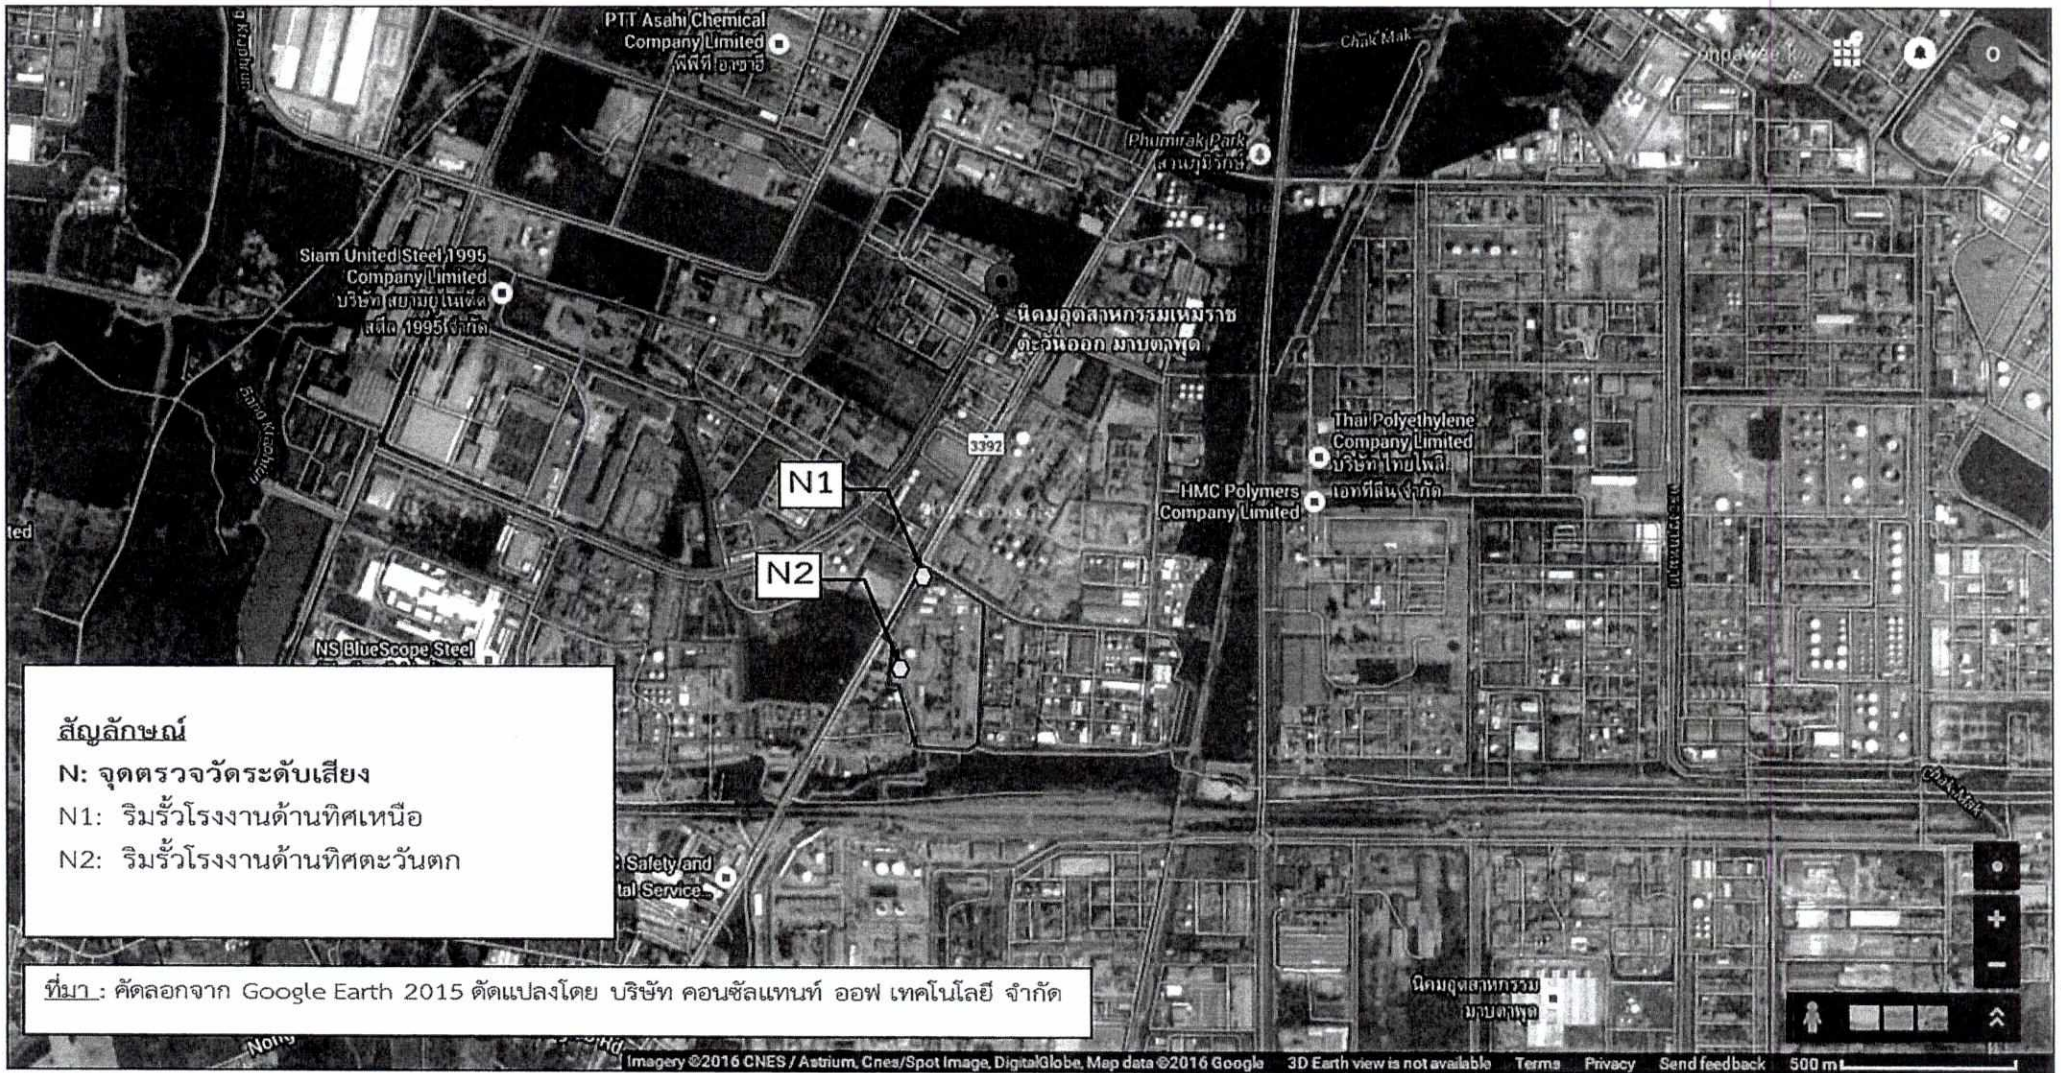 PTT Asahi Chemical
Company Limited
พีทีที อาซาฮี
Chak Mak
Phumirak Park
สวนภูมิรักษ์
Siam United Steel 1995
Company Limited
บริษัท สยามยูไนเต็ด
สตีล 1995 จำกัด
นิคมอุตสาหกรรมเหมราช
ตะวันออก มาบตาพุด
3392
Thai Polyethylene
Company Limited
บริษัท ไทยโพลี
เอททีลีน จำกัด
HMC Polymers
Company Limited
N1
N2
ted
NS BlueScope Steel
สัญลักษณ์
N: จุดตรวจวัดระดับเสียง
N1: ริมรั้วโรงงานด้านทิศเหนือ
N2: ริมรั้วโรงงานด้านทิศตะวันตก
Chak Mak
Safety and
tal Service...
ที่มา : คัดลอกจาก Google Earth 2015 ดัดแปลงโดย บริษัท คอนซัลแทนท์ ออฟ เทคโนโลยี จำกัด
นิคมอุตสาหกรรม
มาบตาพุด
Nong
Rd
Imagery ©2016 CNES / Astrium, Cnes/Spot Image, DigitalGlobe, Map data ©2016 Google 3D Earth view is not available Terms Privacy Send feedback 500 m